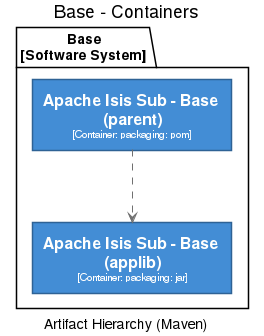 Base - Containers
Base
[Software System]
Apache Isis Sub - Base
(parent)
[Container: packaging: pom]
Apache Isis Sub - Base
(applib)
[Container: packaging: jar]
Artifact Hierarchy (Maven)